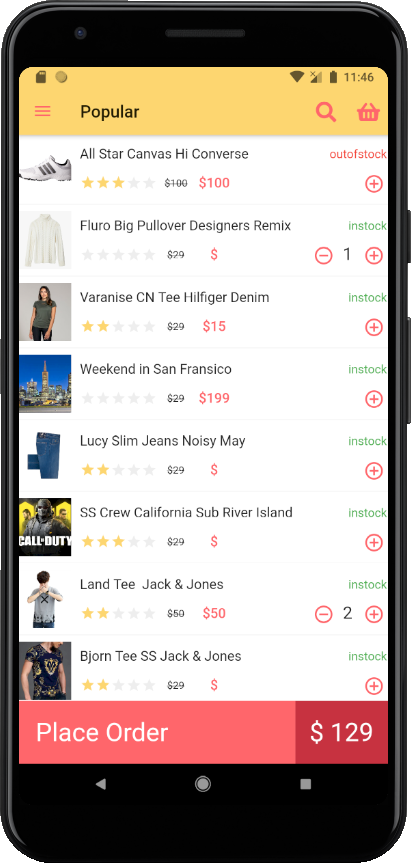 11:46
Popular
All Star Canvas Hi Converse outofstock
$100 $100
Fluro Big Pullover Designers Remix instock
$29 $ 1
Varanise CN Tee Hilfiger Denim instock
$29 $15
Weekend in San Fransico instock
$29 $199
Lucy Slim Jeans Noisy May instock
$29 $
SS Crew California Sub River Island instock
CALL OF DUTY
$29 $
Land Tee  Jack & Jones instock
$50 $50 2
Bjorn Tee SS Jack & Jones instock
$29 $
Place Order $ 129